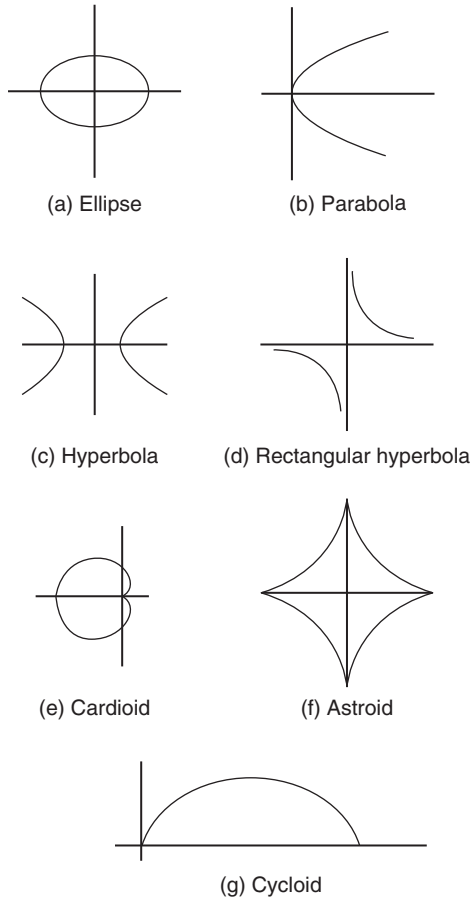 (a) Ellipse
(b) Parabola
(c) Hyperbola
(d) Rectangular hyperbola
(e) Cardioid
(f) Astroid
(g) Cycloid